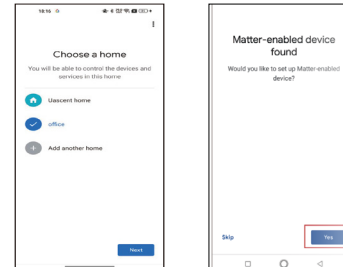 18:16 G
Choose a home
You will be able to control the devices and
services in this home
Uascent home
office
Add another home
Next
Matter-enabled device
found
Would you like to set up Matter-enabled
device?
Skip
Yes